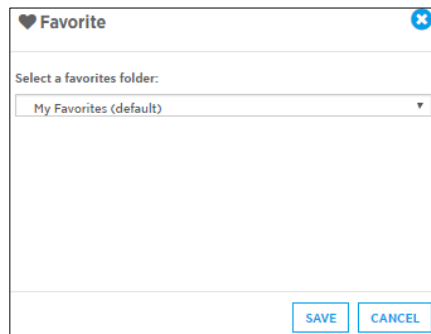 Favorite
Select a favorites folder:
My Favorites (default)
SAVE
CANCEL